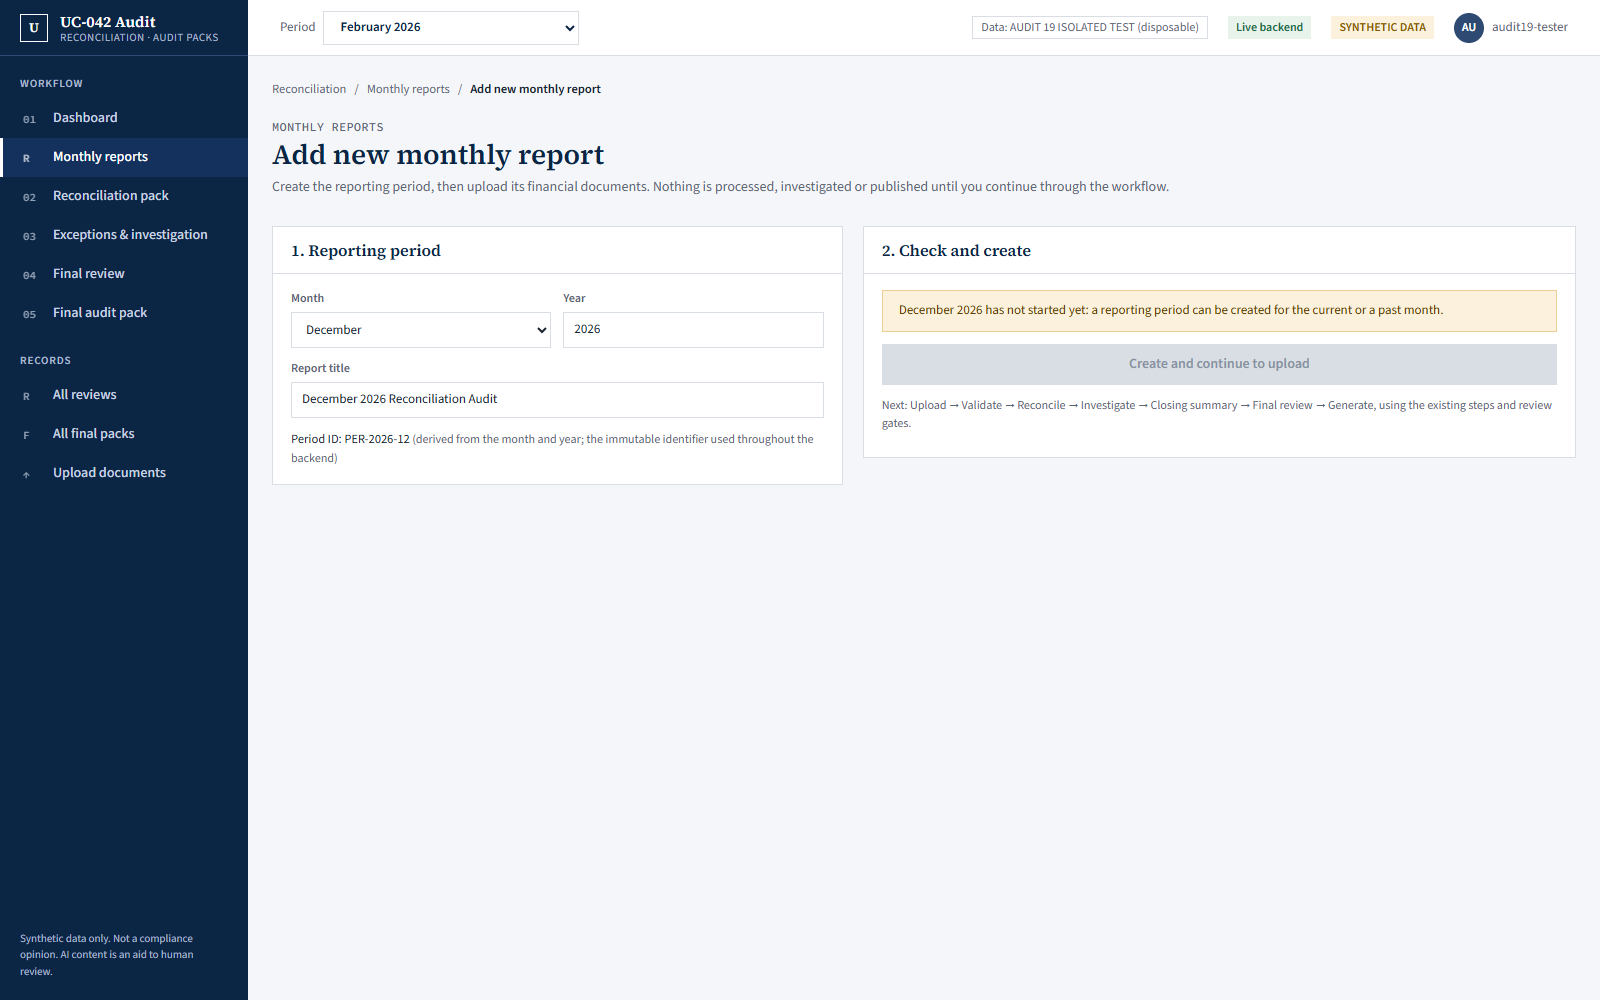 U
UC-042 Audit
RECONCILIATION · AUDIT PACKS
WORKFLOW
01 Dashboard
R Monthly reports
02 Reconciliation pack
03 Exceptions & investigation
04 Final review
05 Final audit pack
RECORDS
R All reviews
F All final packs
↑ Upload documents
Synthetic data only. Not a compliance
opinion. AI content is an aid to human
review.
Period February 2026
Data: AUDIT 19 ISOLATED TEST (disposable)
Live backend
SYNTHETIC DATA
AU audit19-tester
Reconciliation / Monthly reports / Add new monthly report
MONTHLY REPORTS
Add new monthly report
Create the reporting period, then upload its financial documents. Nothing is processed, investigated or published until you continue through the workflow.
1. Reporting period
Month
December
Year
2026
Report title
December 2026 Reconciliation Audit
Period ID: PER-2026-12 (derived from the month and year; the immutable identifier used throughout the
backend)
2. Check and create
December 2026 has not started yet: a reporting period can be created for the current or a past month.
Create and continue to upload
Next: Upload → Validate → Reconcile → Investigate → Closing summary → Final review → Generate, using the existing steps and review
gates.